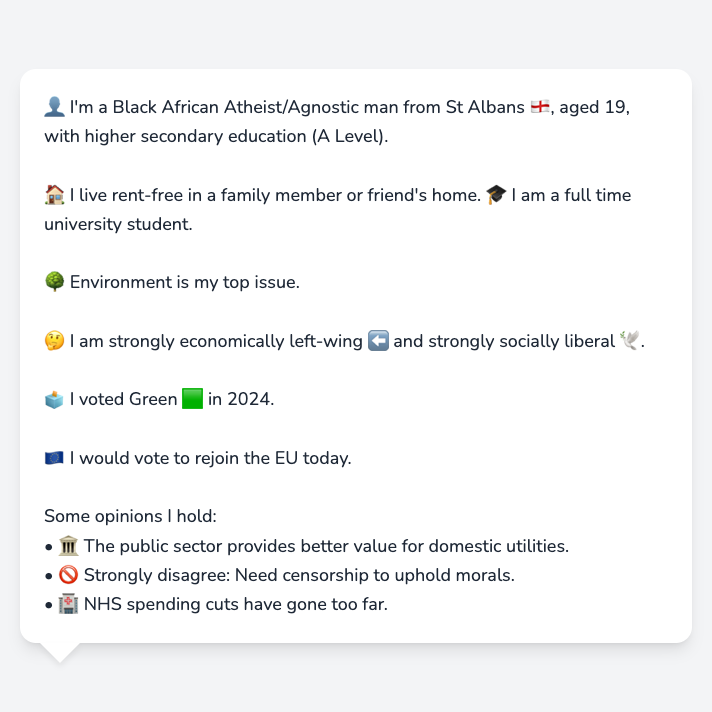 👤 I'm a Black African Atheist/Agnostic man from St Albans 🏴󠁧󠁢󠁥󠁮󠁧󠁿, aged 19,
with higher secondary education (A Level).
🏠 I live rent-free in a family member or friend's home. 🎓 I am a full time
university student.
🌳 Environment is my top issue.
🤔 I am strongly economically left-wing ⬅️ and strongly socially liberal 🕊️.
🗳️ I voted Green 🟩 in 2024.
🇪🇺 I would vote to rejoin the EU today.
Some opinions I hold:
• 🏛️ The public sector provides better value for domestic utilities.
• 🚫 Strongly disagree: Need censorship to uphold morals.
• 🏥 NHS spending cuts have gone too far.